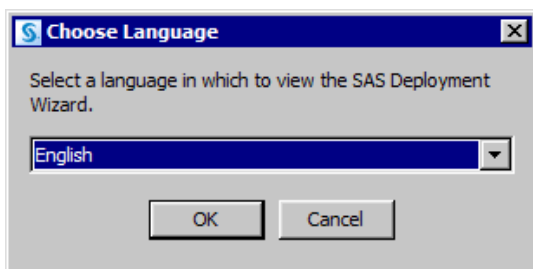 Choose Language
Select a language in which to view the SAS Deployment
Wizard.
English
OK
Cancel